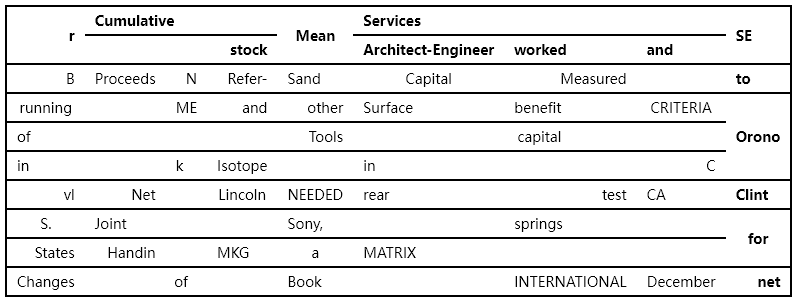 r Cumulative Mean Services SE
stock Architect-Engineer worked and
B Proceeds N Refer- Sand Capital Measured to
running ME and other Surface benefit CRITERIA Orono
of Tools capital
in k Isotope in C
vl Net Lincoln NEEDED rear test CA Clint
S. Joint Sony, springs for
States Handin MKG a MATRIX
Changes of Book INTERNATIONAL December net